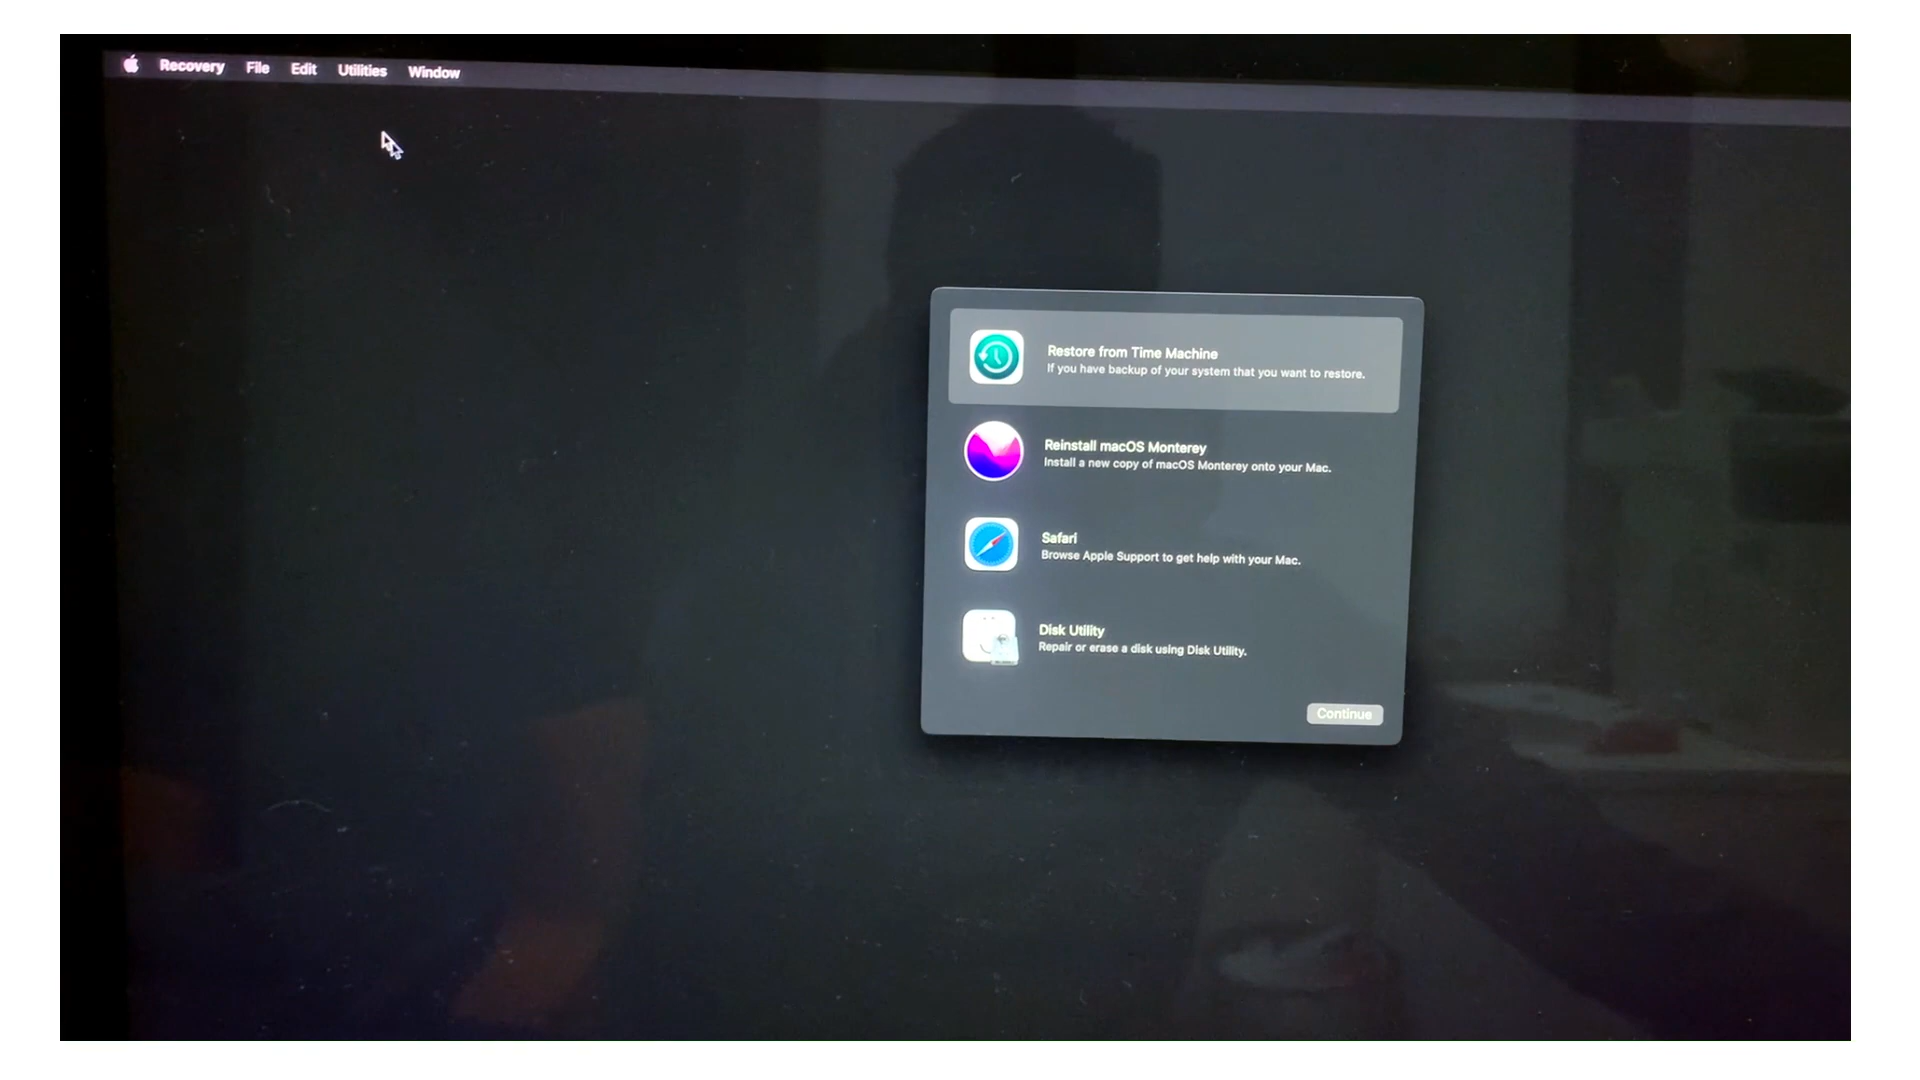 Recovery File Edit Utilities Window
Restore from Time Machine
If you have backup of your system that you want to restore.
Reinstall macOS Monterey
Install a new copy of macOS Monterey onto your Mac.
Safari
Browse Apple Support to get help with your Mac.
Disk Utility
Repair or erase a disk using Disk Utility.
Continue